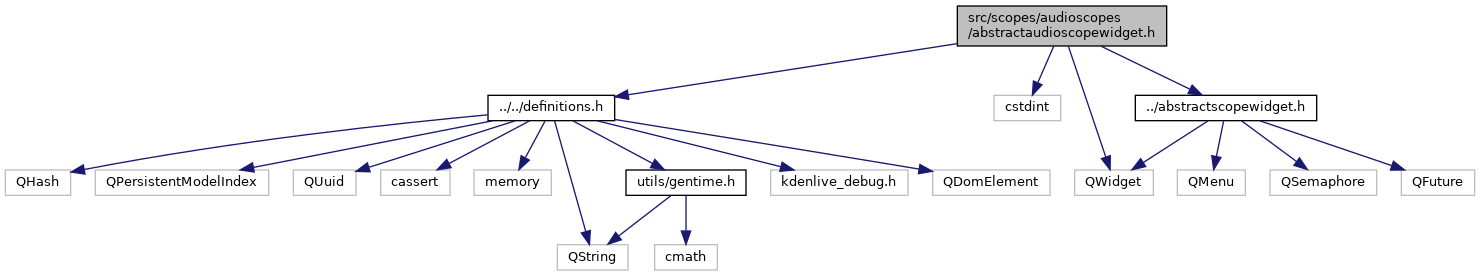 src/scopes/audioscopes
/abstractaudioscopewidget.h
../../definitions.h
cstdint
../abstractscopewidget.h
QHash
QPersistentModelIndex
QUuid
cassert
memory
utils/gentime.h
kdenlive_debug.h
QDomElement
QWidget
QMenu
QSemaphore
QFuture
QString
cmath